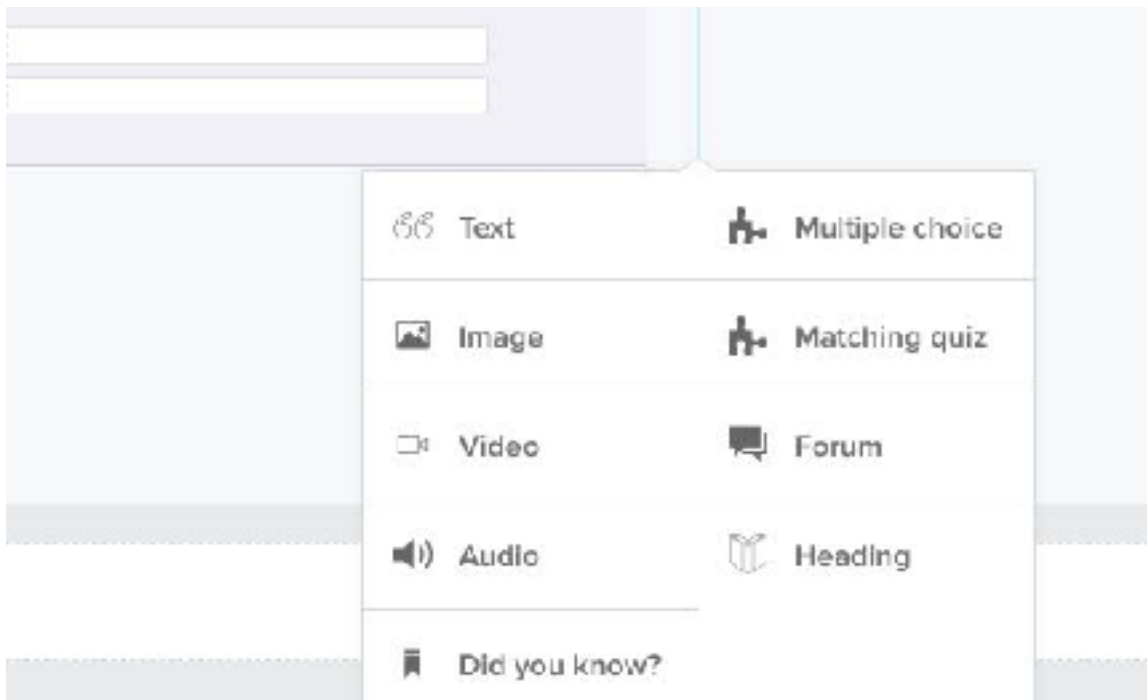 Text
Multiple choice
Image
Matching quiz
Video
Forum
Audio
Heading
Did you know?